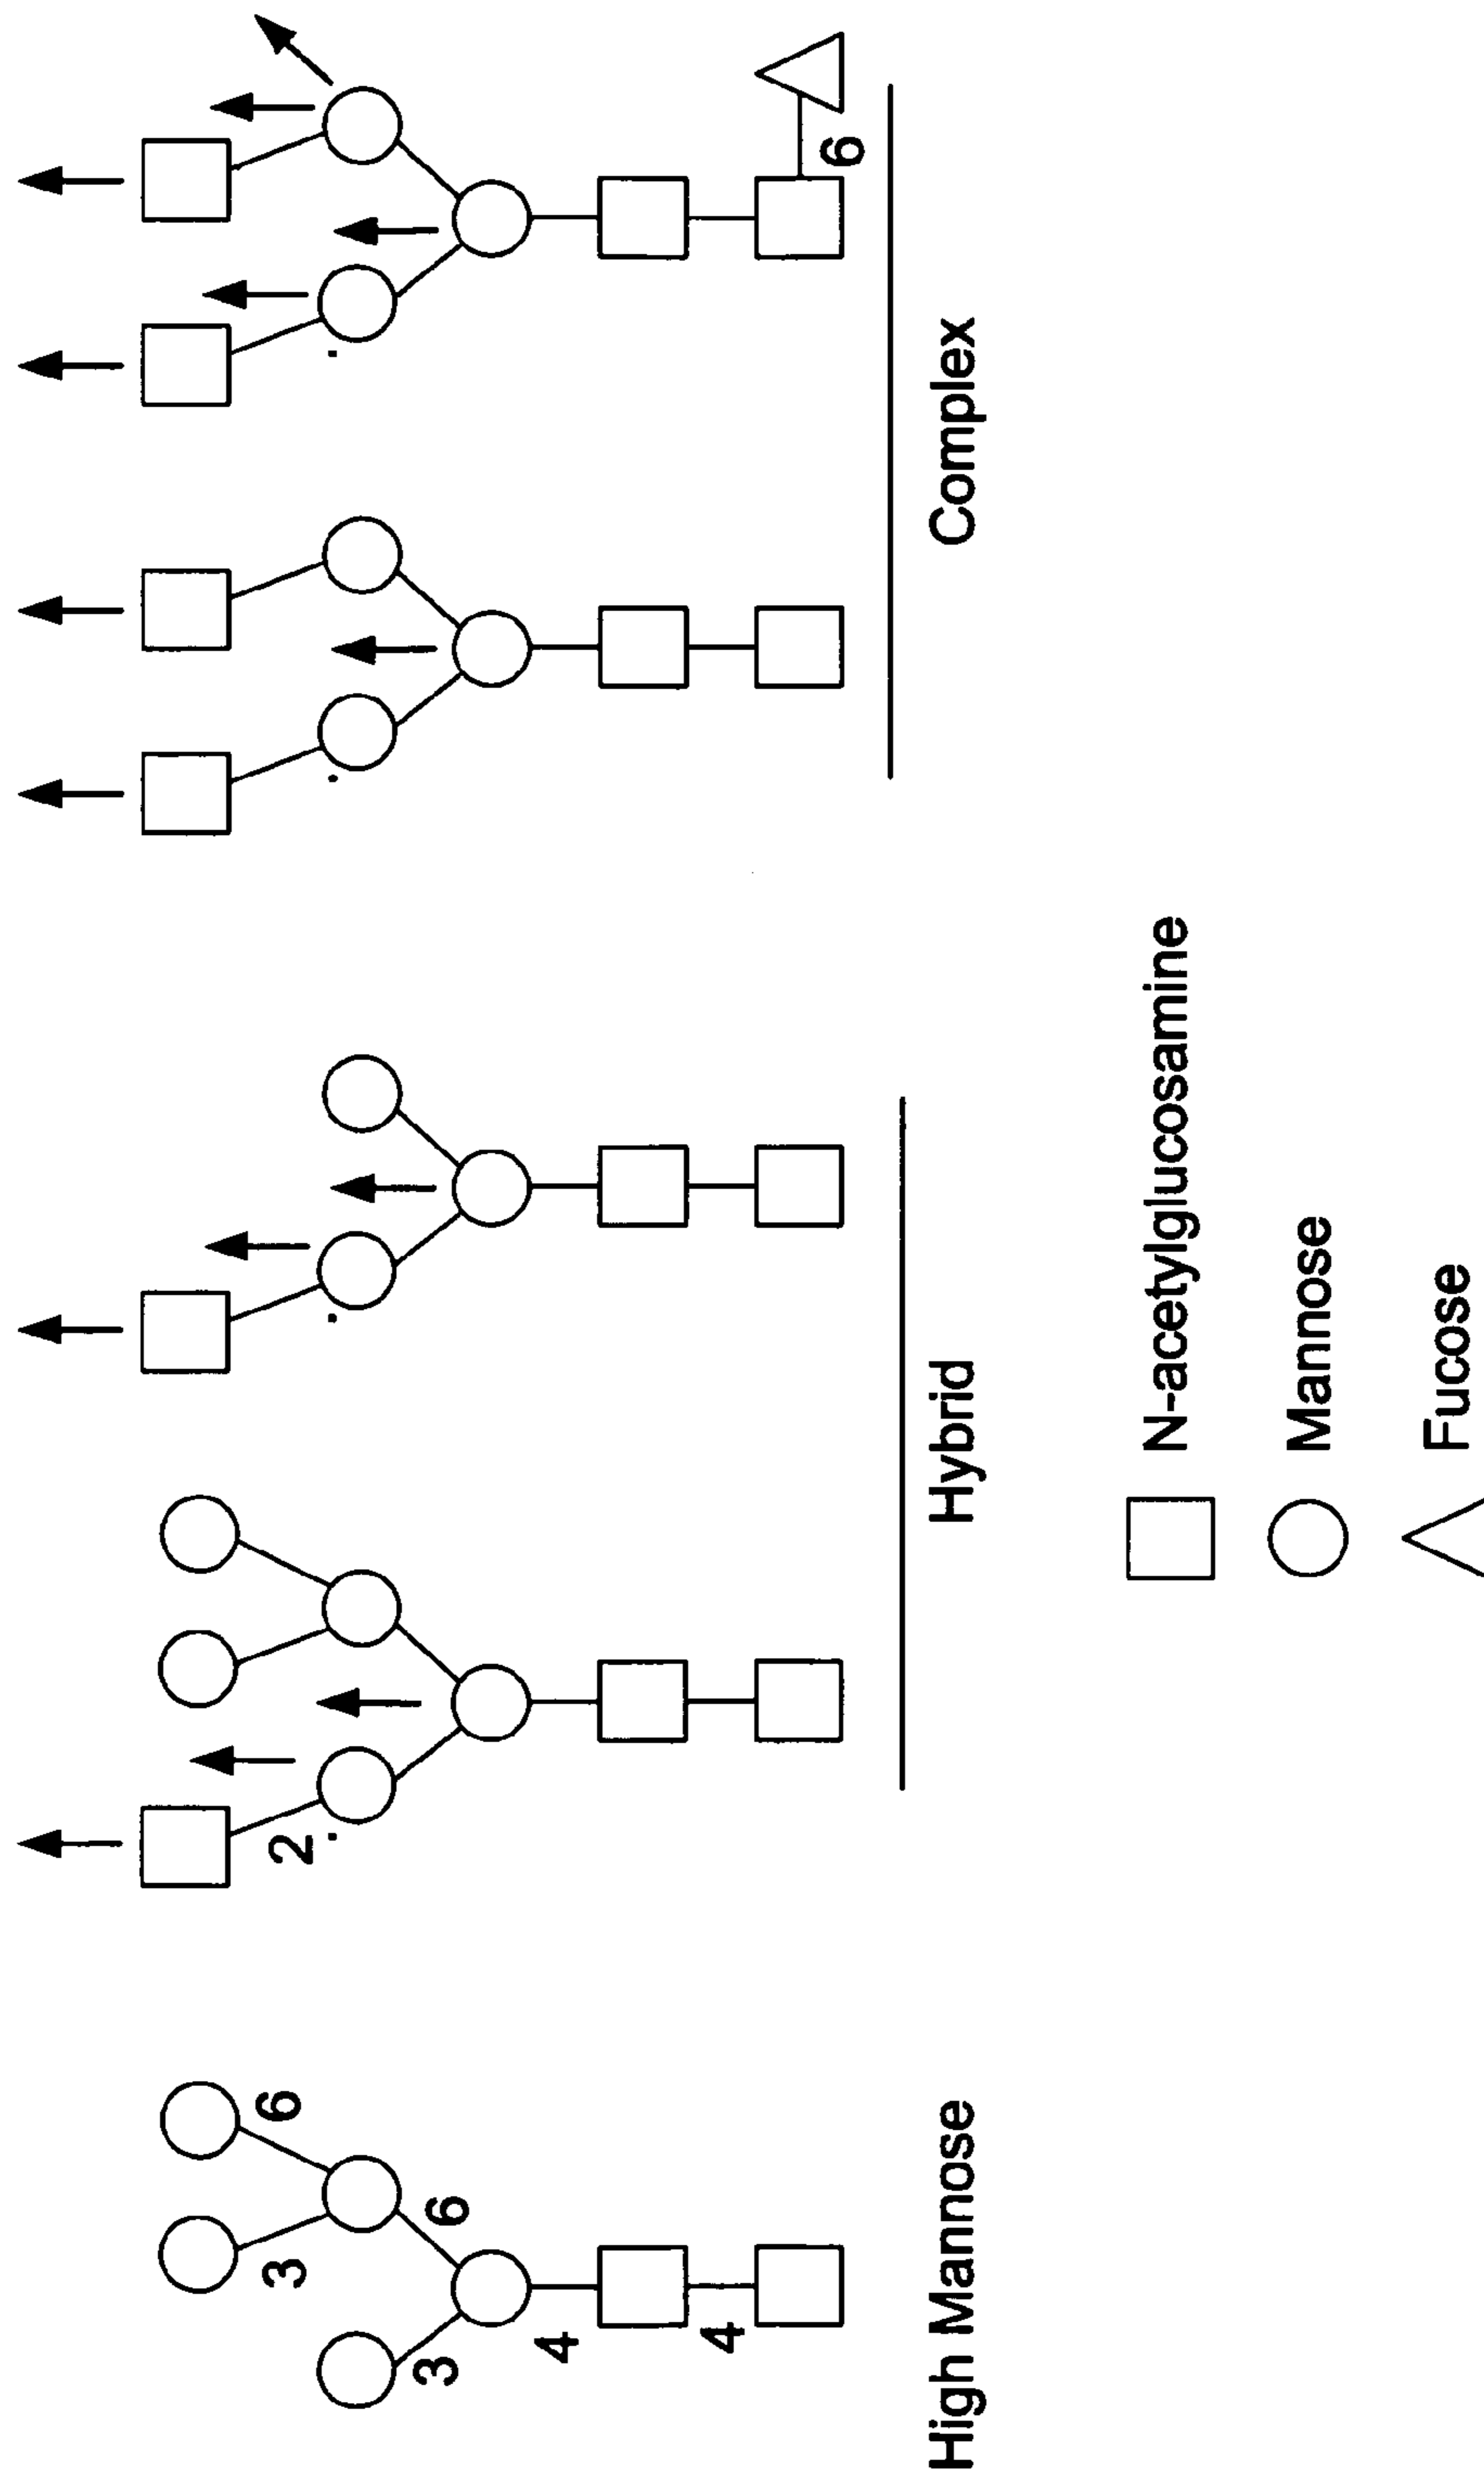 3
6
2
3
6
4
4
6
High Mannose
Hybrid
Complex
N-acetylglucosamine
Mannose
Fucose